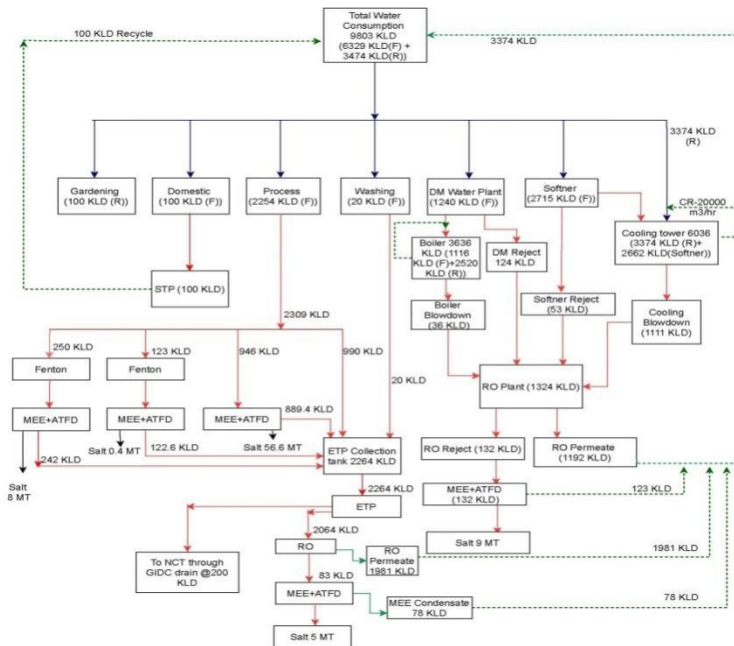 Total Water
Consumption
9803 KLD
(6329 KLD(F) +
3474 KLD(R))
100 KLD Recycle
3374 KLD
3374 KLD
(R)
Gardening
(100 KLD (R))
Domestic
(100 KLD (F))
Process
(2254 KLD (F))
Washing
(20 KLD (F))
DM Water Plant
(1240 KLD (F))
Softner
(2715 KLD (F))
CR-20000
m3/hr
Boiler 3636
KLD (1116
KLD (F)+2520
KLD (R))
DM Reject
124 KLD
Cooling tower 6036
(3374 KLD (R)+
2662 KLD(Softner))
STP (100 KLD)
Boiler
Blowdown
(36 KLD)
Softner Reject
(53 KLD)
Cooling
Blowdown
(1111 KLD)
2309 KLD
250 KLD
123 KLD
946 KLD
990 KLD
20 KLD
Fenton
Fenton
RO Plant (1324 KLD)
MEE+ATFD
MEE+ATFD
MEE+ATFD
889.4 KLD
Salt 0.4 MT
122.6 KLD
Salt 56.6 MT
242 KLD
Salt
8 MT
ETP Collection
tank 2264 KLD
RO Reject (132 KLD)
RO Permeate
(1192 KLD)
2264 KLD
ETP
MEE+ATFD
(132 KLD)
123 KLD
2064 KLD
RO
Salt 9 MT
To NCT through
GIDC drain @200
KLD
RO
Permeate
1981 KLD
1981 KLD
83 KLD
MEE+ATFD
MEE Condensate
78 KLD
78 KLD
Salt 5 MT